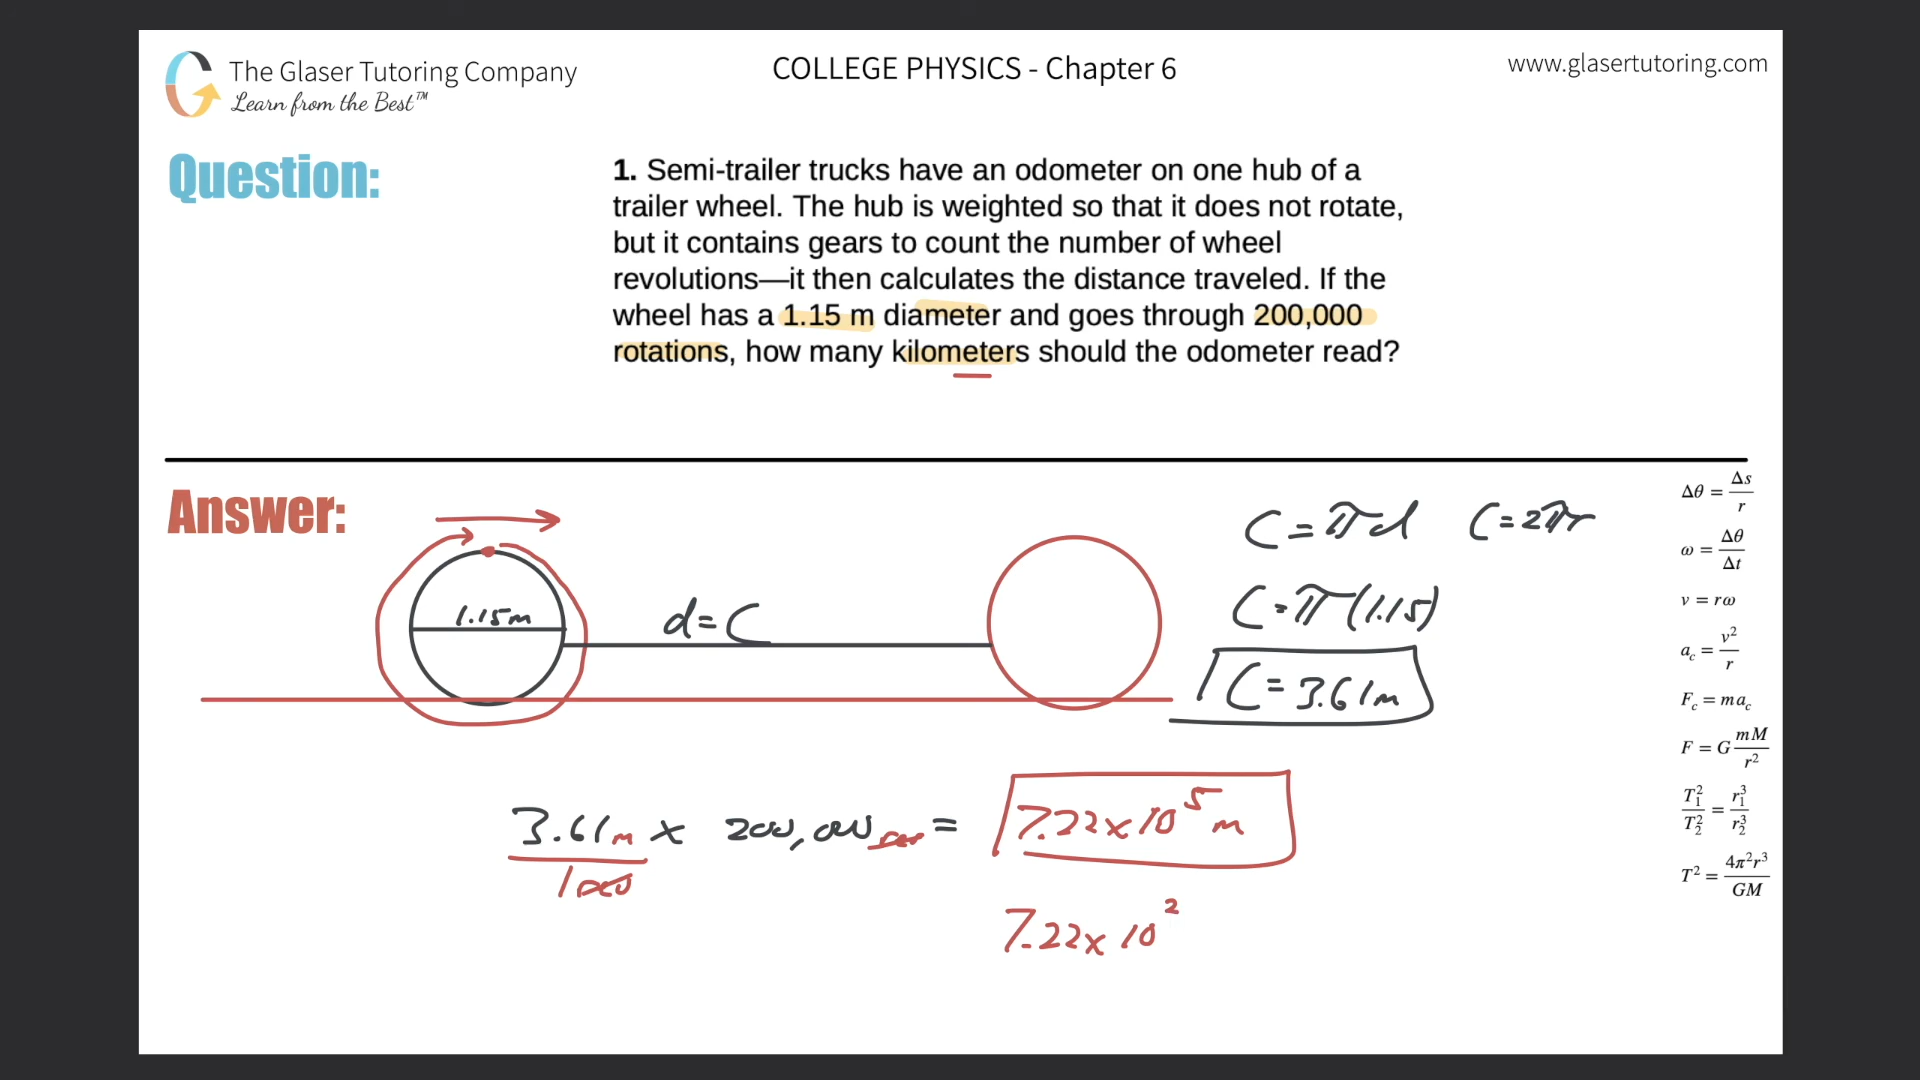 The Glaser Tutoring Company
Learn from the Best™
COLLEGE PHYSICS - Chapter 6
www.glasertutoring.com
Question:
1. Semi-trailer trucks have an odometer on one hub of a
trailer wheel. The hub is weighted so that it does not rotate,
but it contains gears to count the number of wheel
revolutions—it then calculates the distance traveled. If the
wheel has a 1.15 m diameter and goes through 200,000
rotations, how many kilometers should the odometer read?
Answer:
1.15m
d=C
C=πd C=2πr
C=π(1.15)
C=3.61m
3.61m x 200,000 = 7.22x10⁵ m
1000
7.22x10²
Δθ = Δs/r
ω = Δθ/Δt
v = rω
a_c = v²/r
F_c = ma_c
F = G mM/r²
T₁²/T₂² = r₁³/r₂³
T² = 4π²r³/GM